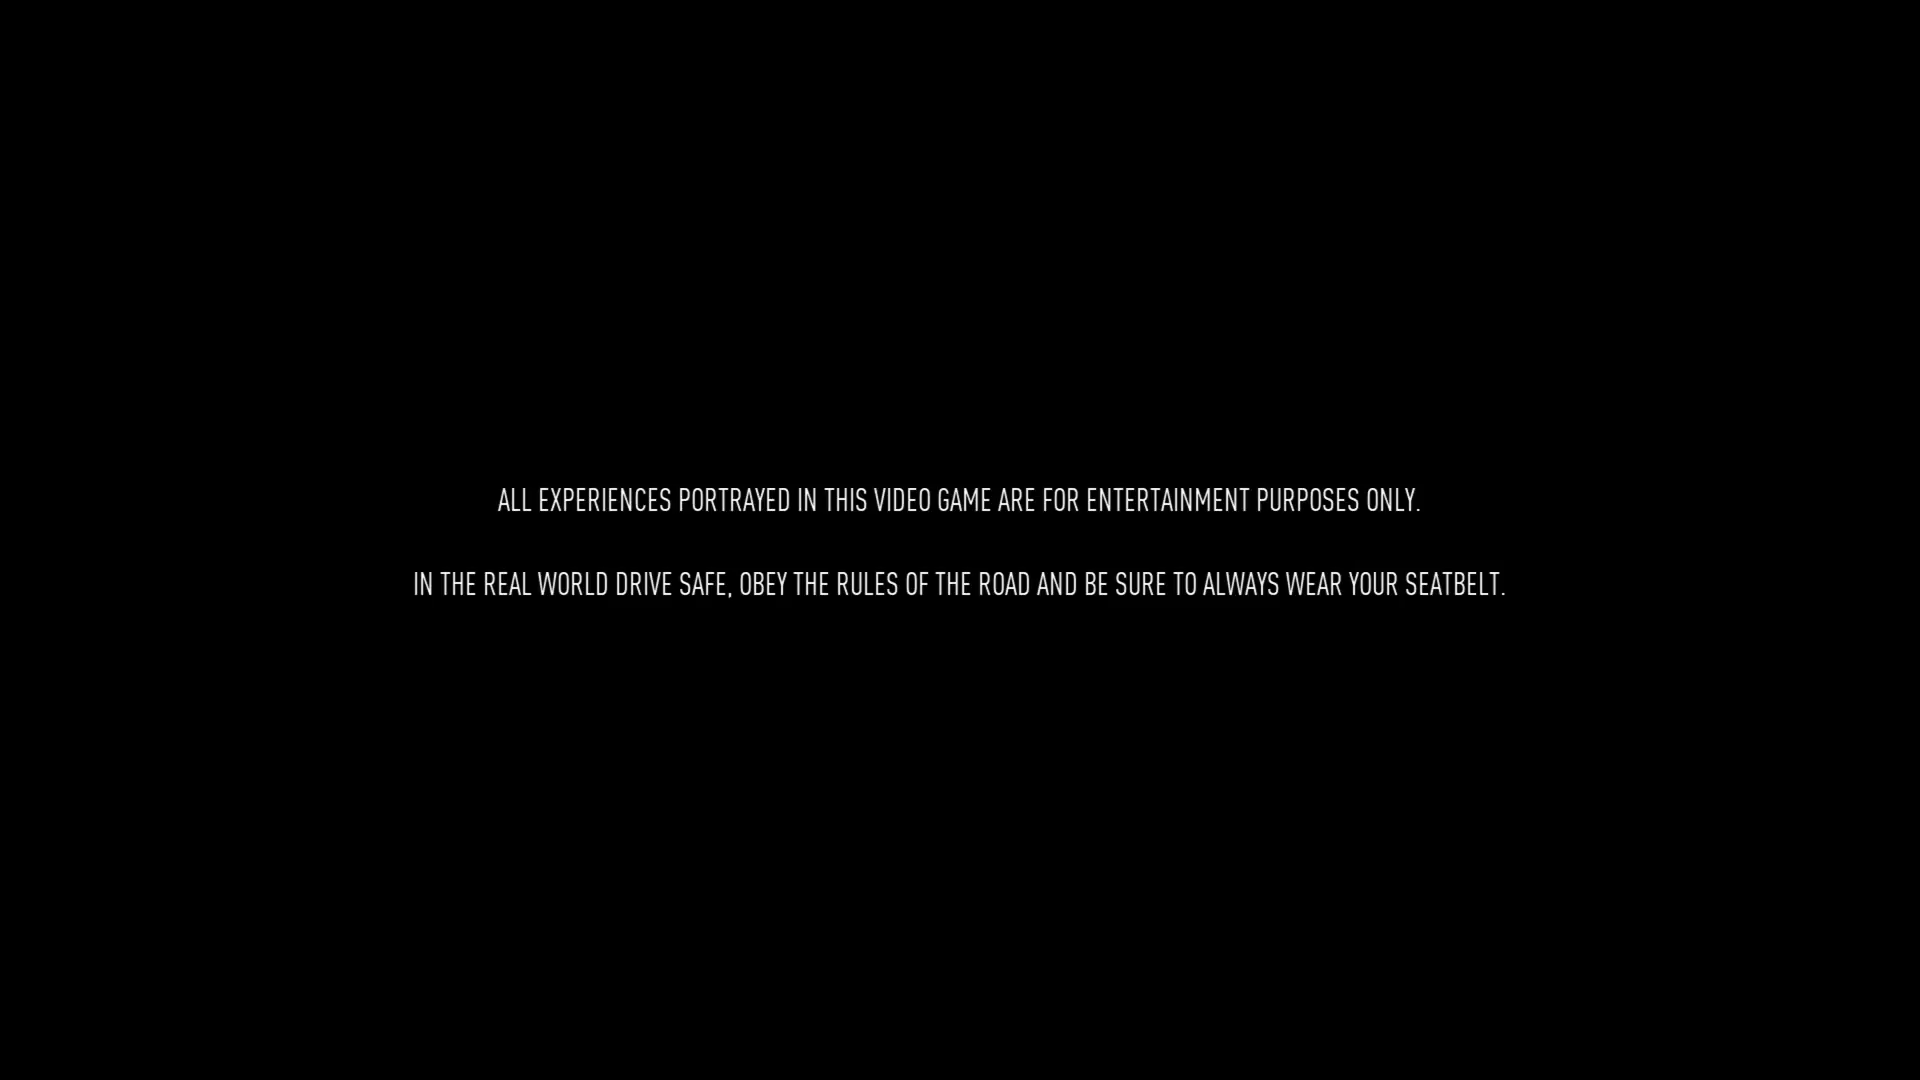 ALL EXPERIENCES PORTRAYED IN THIS VIDEO GAME ARE FOR ENTERTAINMENT PURPOSES ONLY.
IN THE REAL WORLD DRIVE SAFE, OBEY THE RULES OF THE ROAD AND BE SURE TO ALWAYS WEAR YOUR SEATBELT.